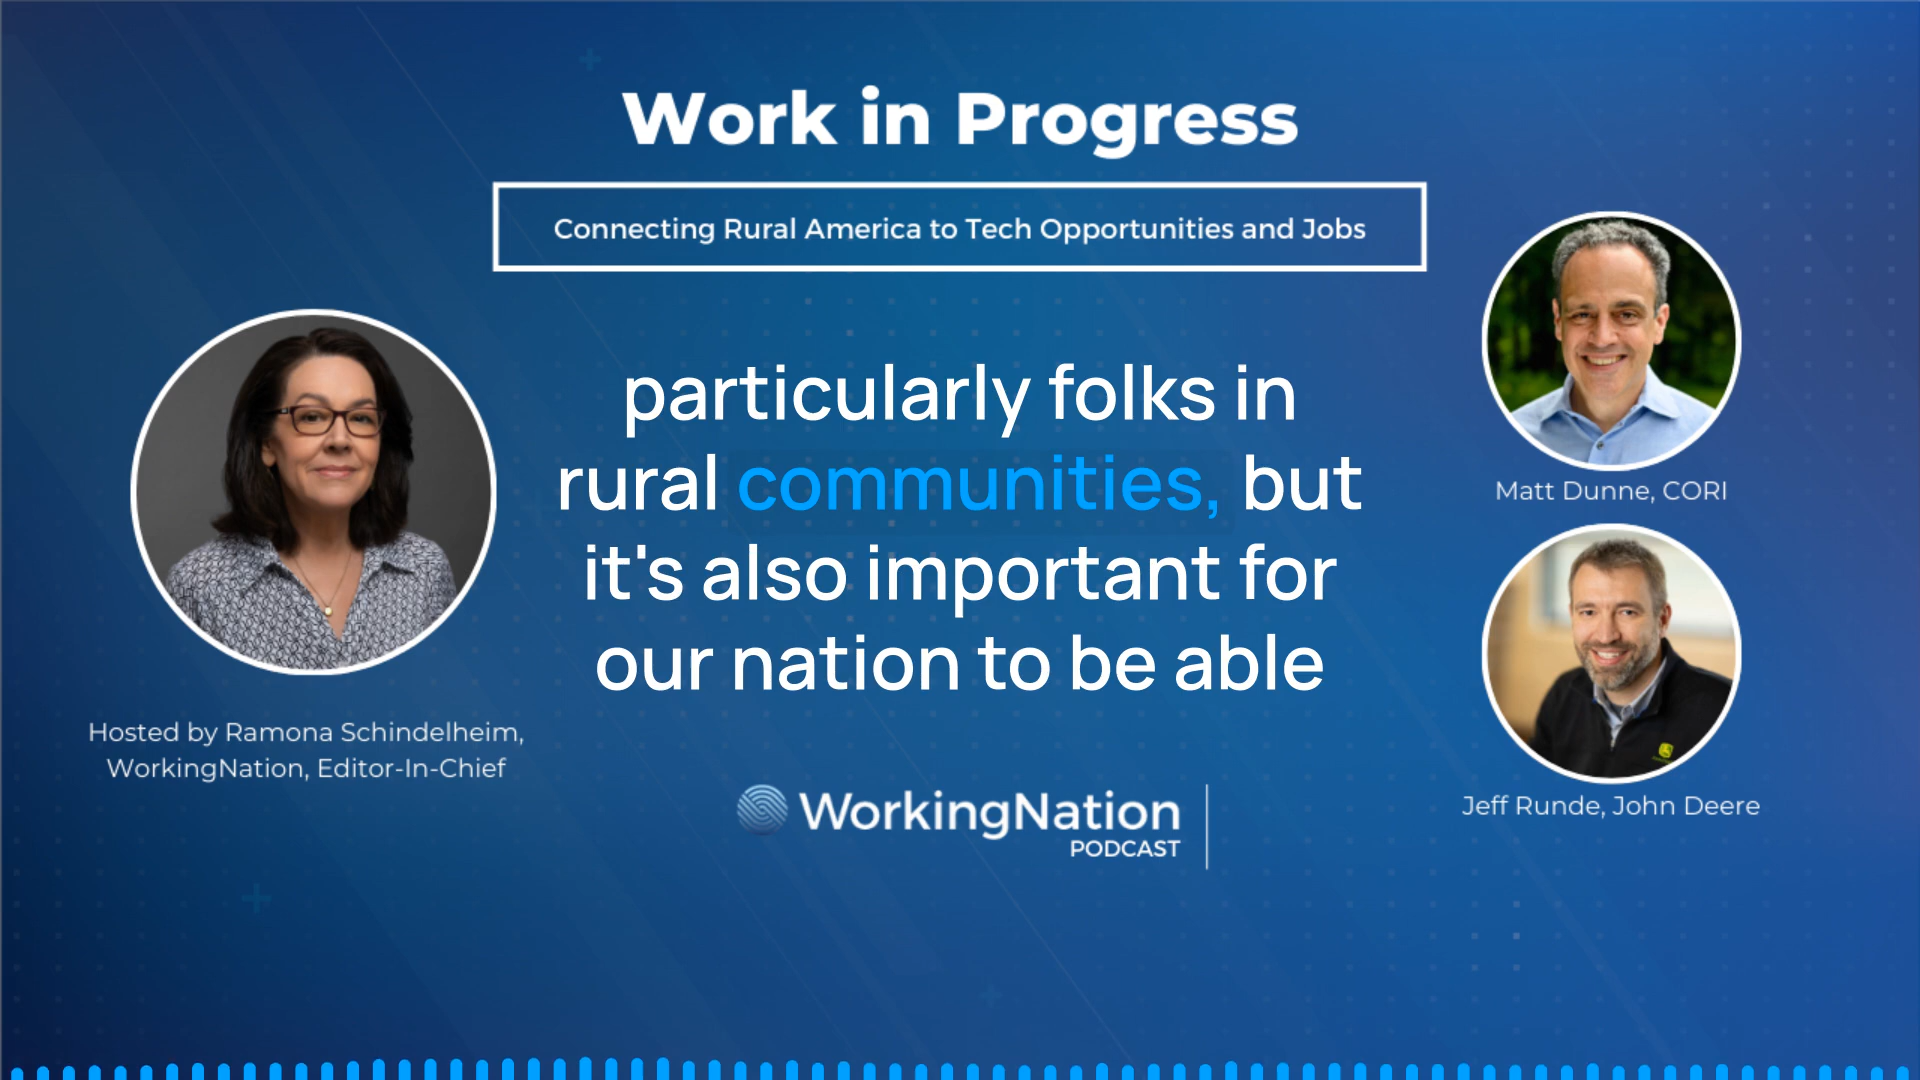 Work in Progress
Connecting Rural America to Tech Opportunities and Jobs
particularly folks in
rural communities, but
it's also important for
our nation to be able
Hosted by Ramona Schindelheim,
WorkingNation, Editor-In-Chief
Matt Dunne, CORI
Jeff Runde, John Deere
WorkingNation
PODCAST